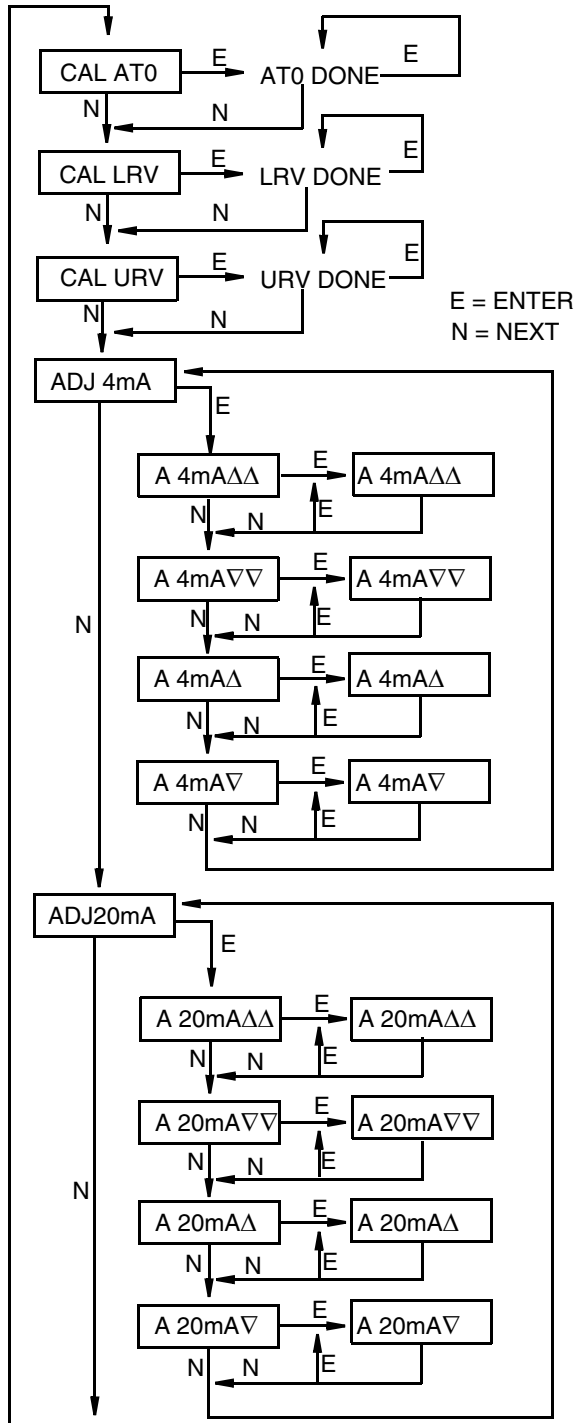 E
E
CAL AT0
AT0 DONE
N
N
E
E
CAL LRV
LRV DONE
N
N
E
E
CAL URV
URV DONE
N
N
E = ENTER
N = NEXT
ADJ 4mA
E
E
A 4mA∆∆
A 4mA∆∆
N
N
E
E
A 4mA∇∇
A 4mA∇∇
N
N
E
N
E
A 4mA∆
A 4mA∆
N
N
E
E
A 4mA∇
A 4mA∇
N
N
E
ADJ20mA
E
E
A 20mA∆∆
A 20mA∆∆
N
N
E
E
A 20mA∇∇
A 20mA∇∇
N
N
E
N
E
A 20mA∆
A 20mA∆
N
N
E
E
A 20mA∇
A 20mA∇
N
N
E